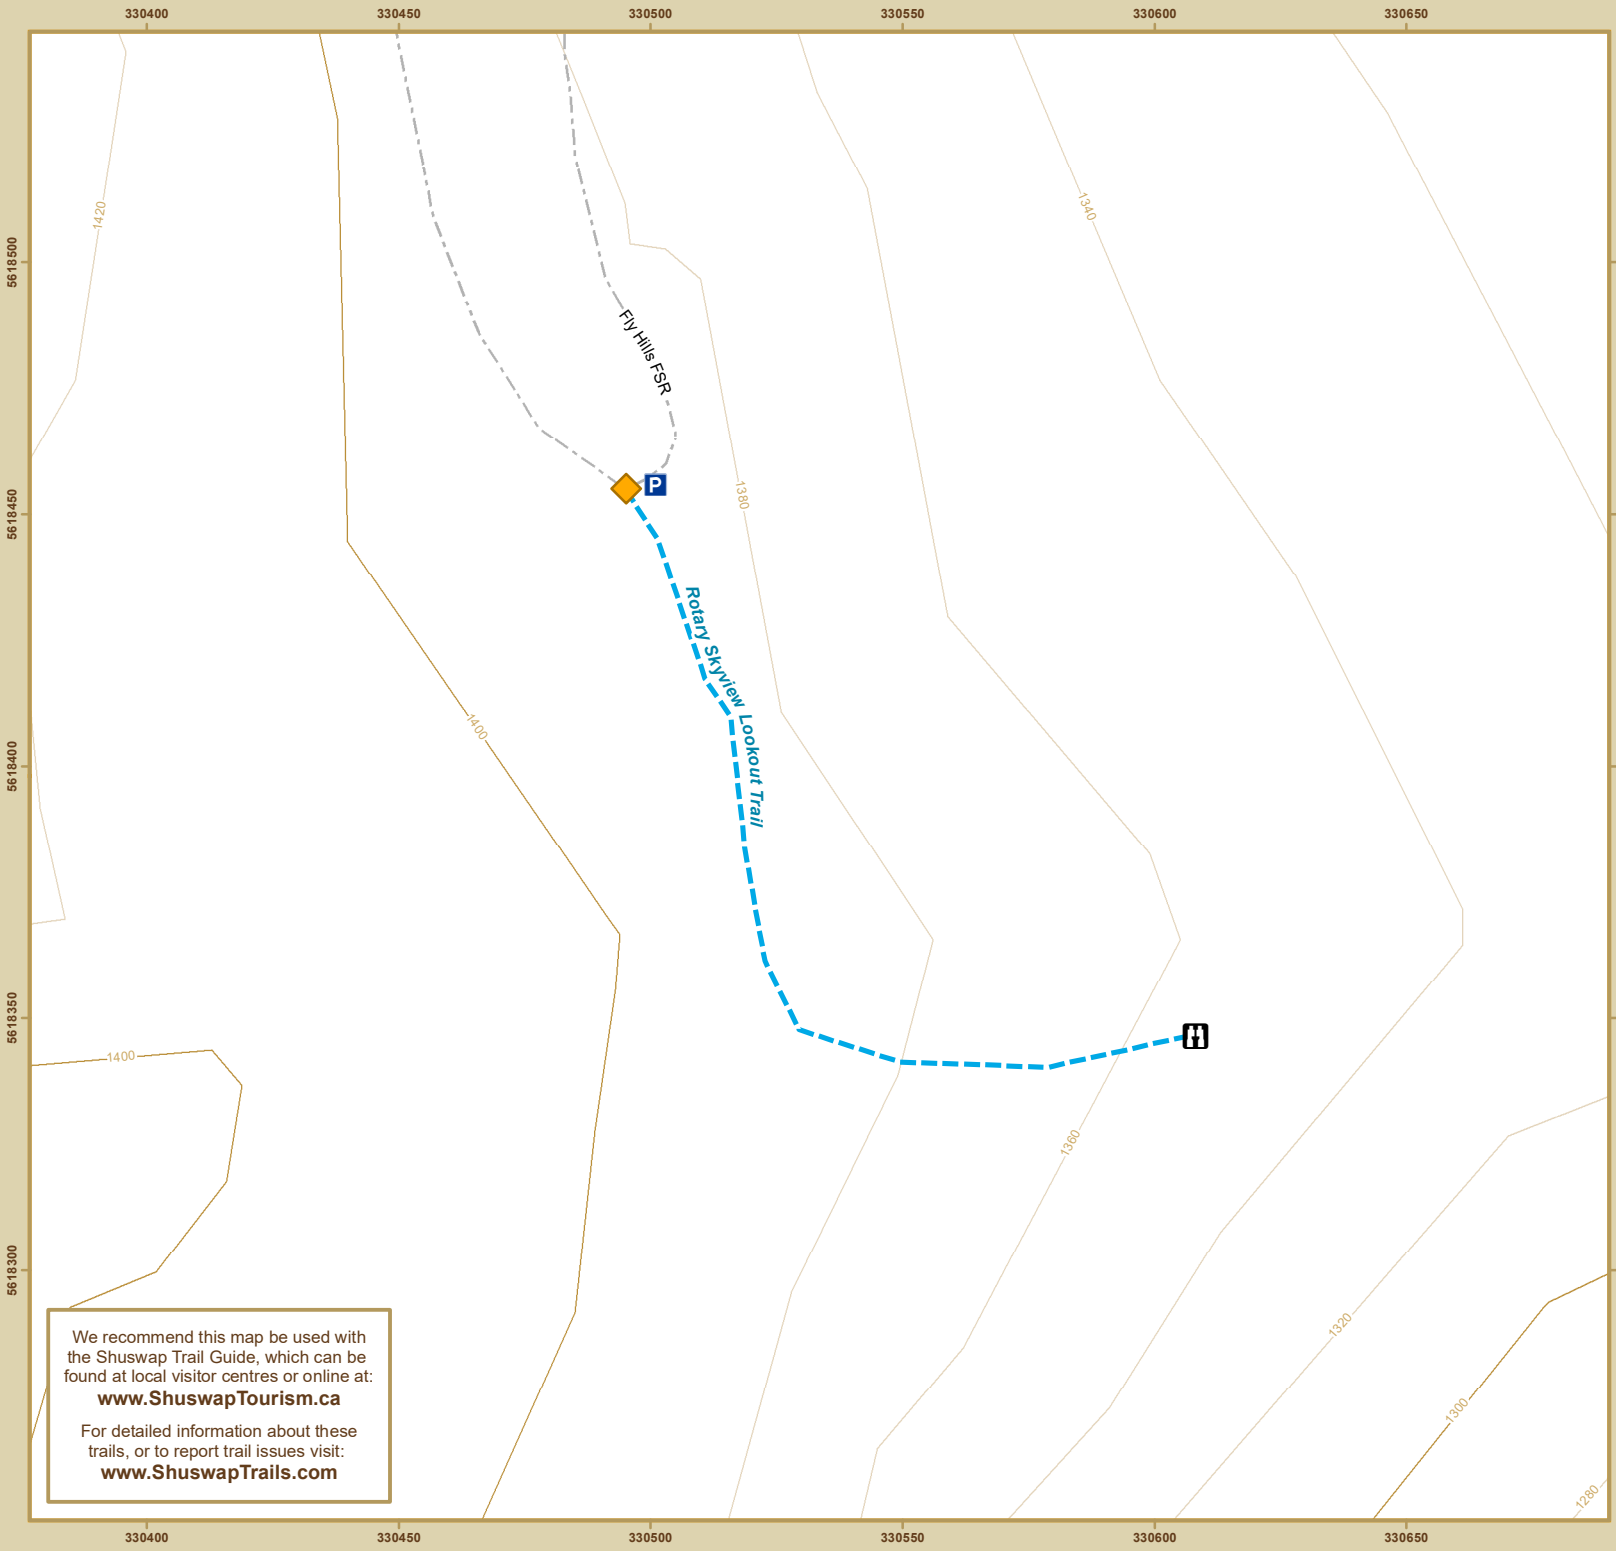 330400 330450 330500 330550 330600 330650
5618500
5618450
5618400
5618350
5618300
1420
1340
Fly Hills FSR
1380
P
Rotary Skyview Lookout Trail
1400
1400
1360
1320
1300
1280
We recommend this map be used with
the Shuswap Trail Guide, which can be
found at local visitor centres or online at:
www.ShuswapTourism.ca
For detailed information about these
trails, or to report trail issues visit:
www.ShuswapTrails.com
330400 330450 330500 330550 330600 330650